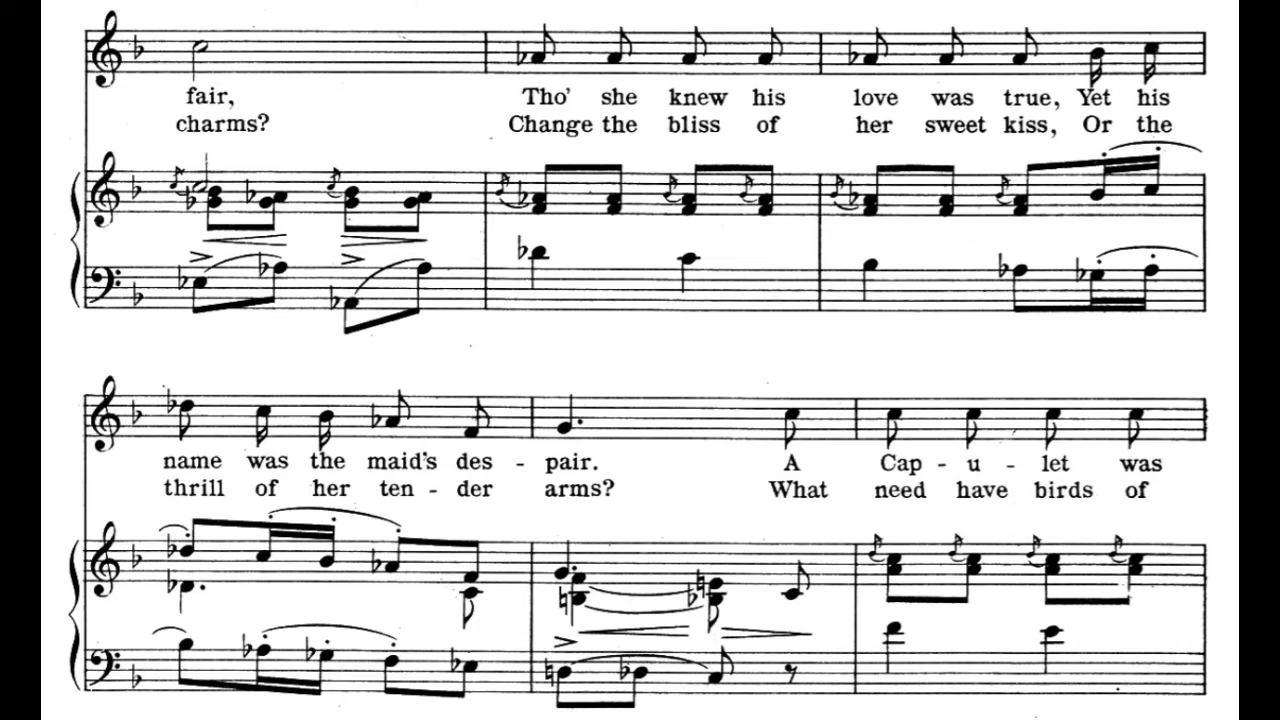 fair, Tho' she knew his love was true, Yet his
charms? Change the bliss of her sweet kiss, Or the
name was the maid's des - pair. A Cap - u - let was
thrill of her ten - der arms? What need have birds of